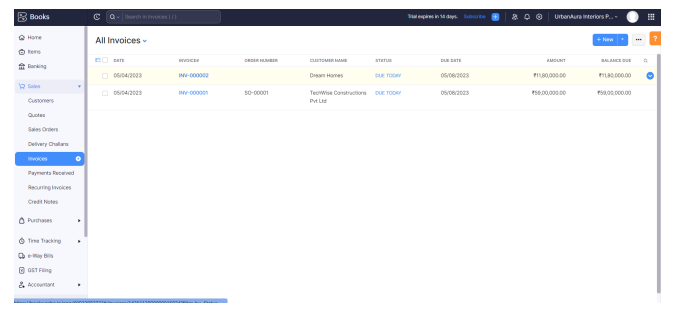 Books
Search in Invoices ( / )
Trial expires in 14 days. Subscribe
UrbanAura Interiors P...
Home
Items
Banking
Sales
Customers
Quotes
Sales Orders
Delivery Challans
Invoices
Payments Received
Recurring Invoices
Credit Notes
Purchases
Time Tracking
e-Way Bills
GST Filing
Accountant
All Invoices
+ New
?
DATE INVOICE# ORDER NUMBER CUSTOMER NAME STATUS DUE DATE AMOUNT BALANCE DUE
05/04/2023 INV-000002 Dream Homes DUE TODAY 05/08/2023 ₹11,80,000.00 ₹11,80,000.00
05/04/2023 INV-000001 SO-00001 TechWise Constructions Pvt Ltd DUE TODAY 05/08/2023 ₹59,00,000.00 ₹59,00,000.00